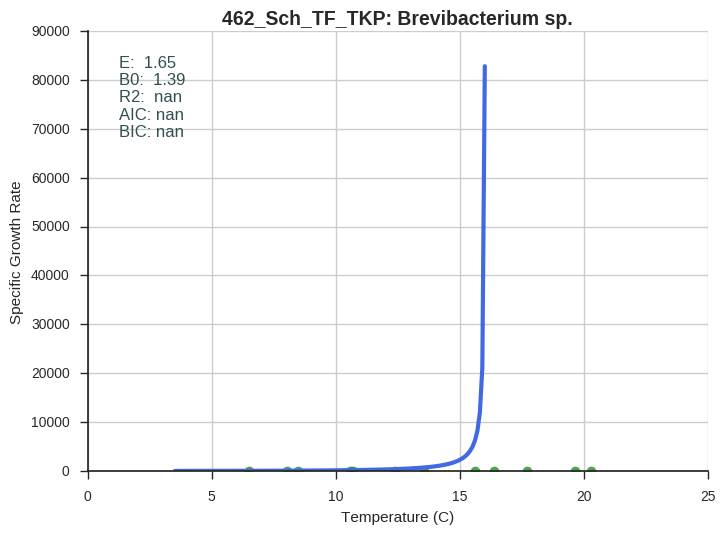 462_Sch_TF_TKP: Brevibacterium sp.
90000
80000
70000
60000
50000
40000
30000
20000
10000
0
E:  1.65
B0:  1.39
R2:  nan
AIC: nan
BIC: nan
Specific Growth Rate
0 5 10 15 20 25
Temperature (C)